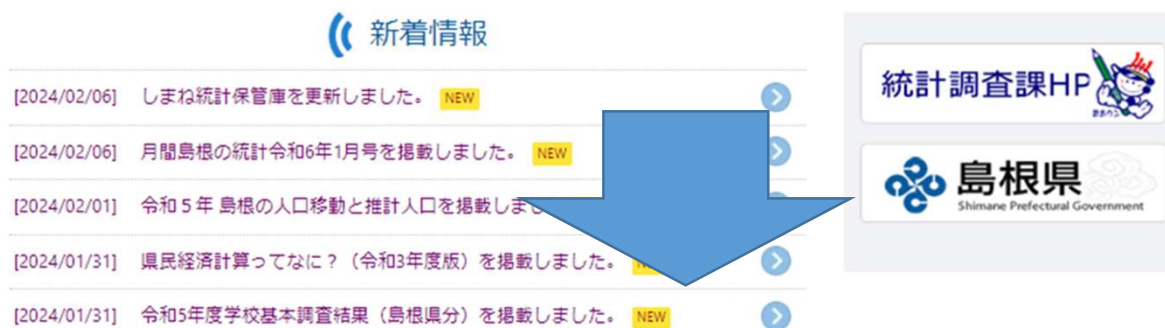 新着情報
[2024/02/06] しまね統計保管庫を更新しました。 NEW
[2024/02/06] 月間島根の統計令和6年1月号を掲載しました。 NEW
[2024/02/01] 令和5年 島根の人口移動と推計人口を掲載しまし
[2024/01/31] 県民経済計算ってなに？（令和3年度版）を掲載しました。
[2024/01/31] 令和5年度学校基本調査結果（島根県分）を掲載しました。 NEW
統計調査課HP
島根県
Shimane Prefectural Government